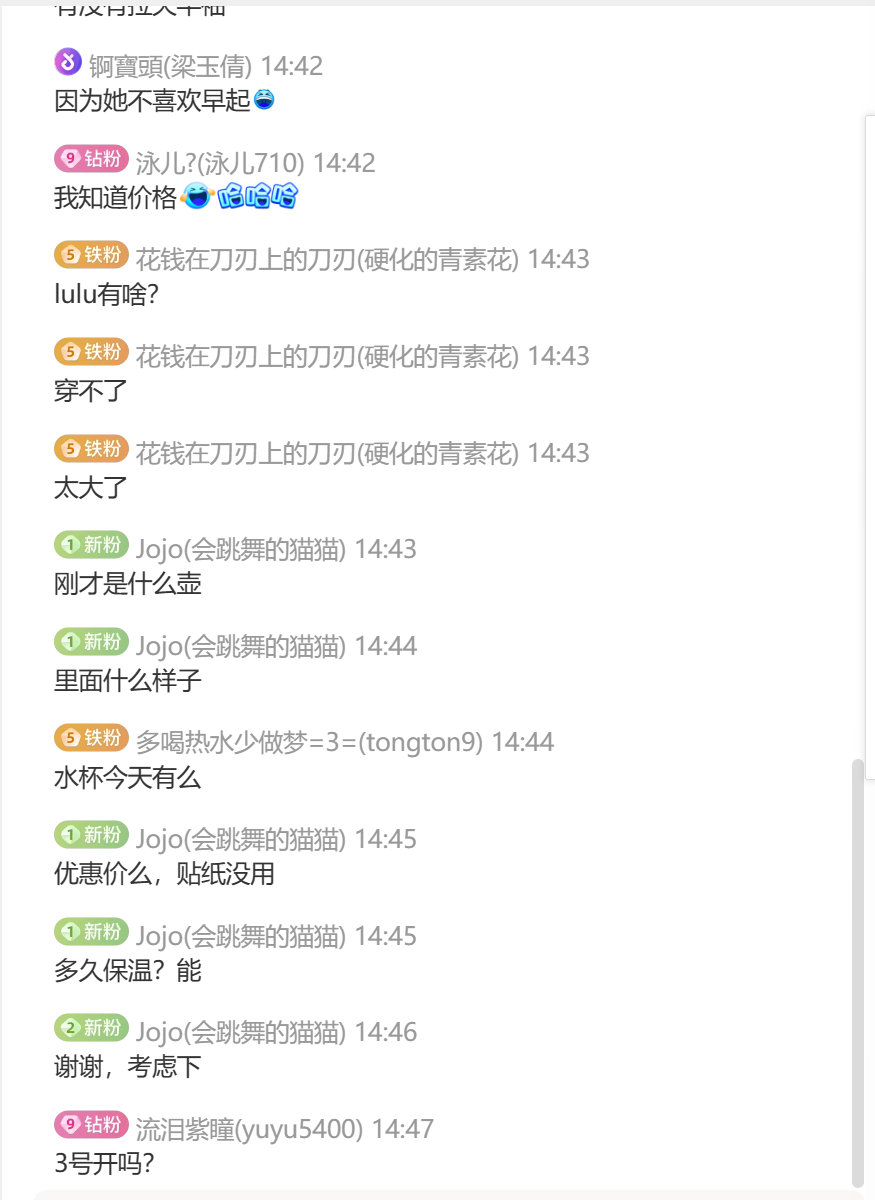 锕寶頭(梁玉倩) 14:42
因为她不喜欢早起
9 钻粉 泳儿?(泳儿710) 14:42
我知道价格 哈哈哈
5 铁粉 花钱在刀刃上的刀刃(硬化的青素花) 14:43
lulu有啥?
5 铁粉 花钱在刀刃上的刀刃(硬化的青素花) 14:43
穿不了
5 铁粉 花钱在刀刃上的刀刃(硬化的青素花) 14:43
太大了
1 新粉 Jojo(会跳舞的猫猫) 14:43
刚才是什么壶
1 新粉 Jojo(会跳舞的猫猫) 14:44
里面什么样子
5 铁粉 多喝热水少做梦=3=(tongton9) 14:44
水杯今天有么
1 新粉 Jojo(会跳舞的猫猫) 14:45
优惠价么，贴纸没用
1 新粉 Jojo(会跳舞的猫猫) 14:45
多久保温？能
2 新粉 Jojo(会跳舞的猫猫) 14:46
谢谢，考虑下
9 钻粉 流泪紫瞳(yuyu5400) 14:47
3号开吗?